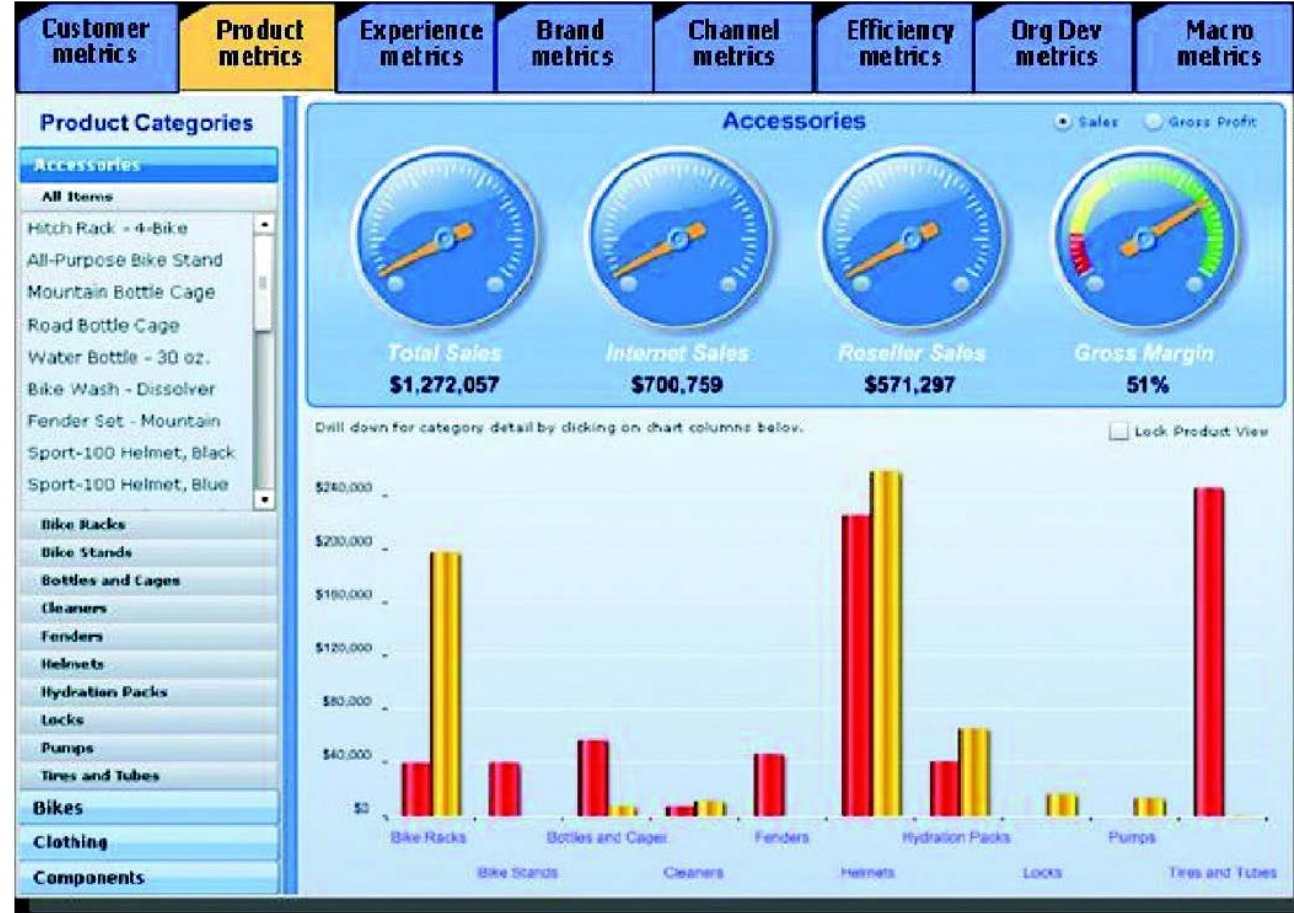 Customer metrics
Product metrics
Experience metrics
Brand metrics
Channel metrics
Efficiency metrics
Org Dev metrics
Macro metrics
Product Categories
Accessories
All Items
Hitch Rack - 4-Bike
All-Purpose Bike Stand
Mountain Bottle Cage
Road Bottle Cage
Water Bottle - 30 oz.
Bike Wash - Dissolver
Fender Set - Mountain
Sport-100 Helmet, Black
Sport-100 Helmet, Blue
Bike Racks
Bike Stands
Bottles and Cages
Cleaners
Fenders
Helmets
Hydration Packs
Locks
Pumps
Tires and Tubes
Bikes
Clothing
Components
Accessories
Sales
Gross Profit
Total Sales
$1,272,057
Internet Sales
$700,759
Reseller Sales
$571,297
Gross Margin
51%
Drill down for category detail by clicking on chart columns below.
Lock Product View
$240,000
$200,000
$160,000
$120,000
$80,000
$40,000
$0
Bike Racks
Bike Stands
Bottles and Cages
Cleaners
Fenders
Helmets
Hydration Packs
Locks
Pumps
Tires and Tubes